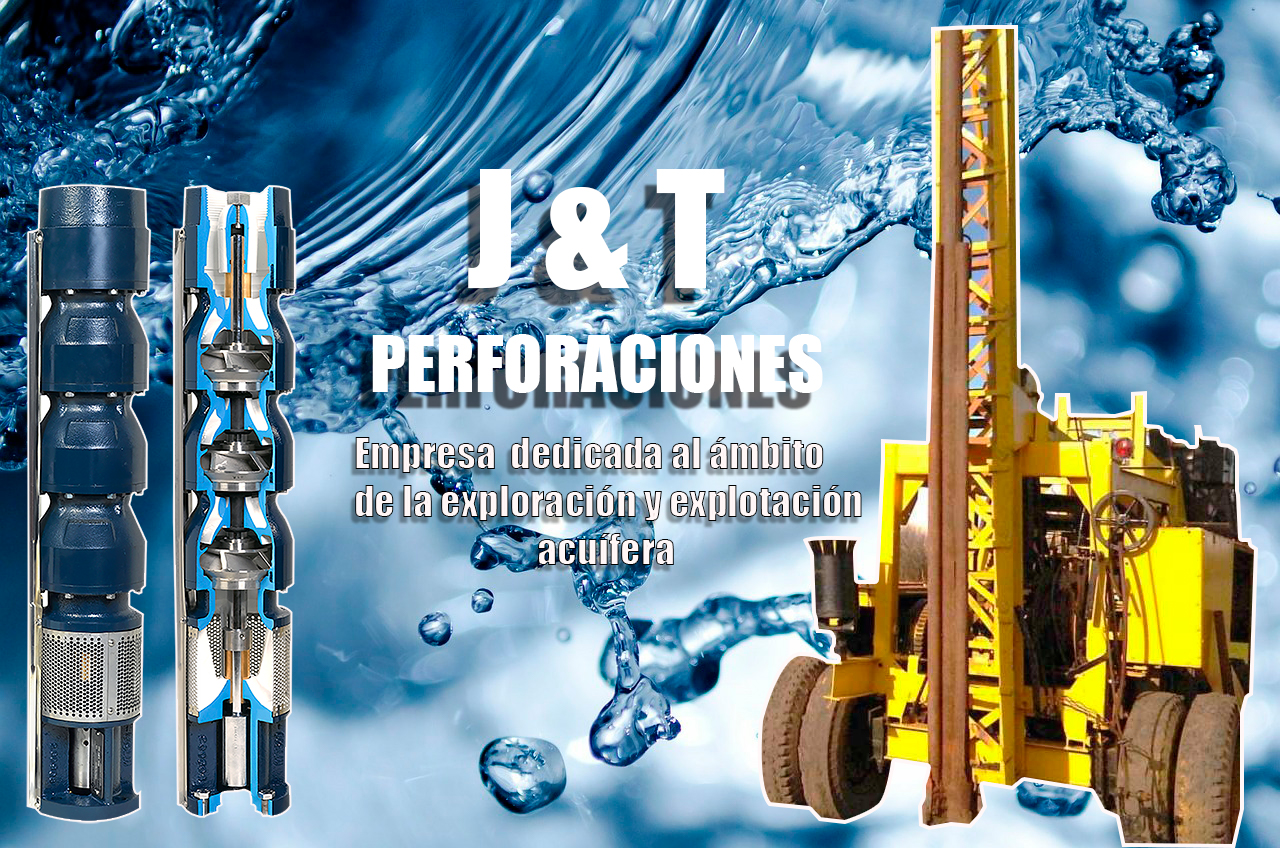 J & T
PERFORACIONES
Empresa dedicada al ámbito
de la exploración y explotación
acuífera